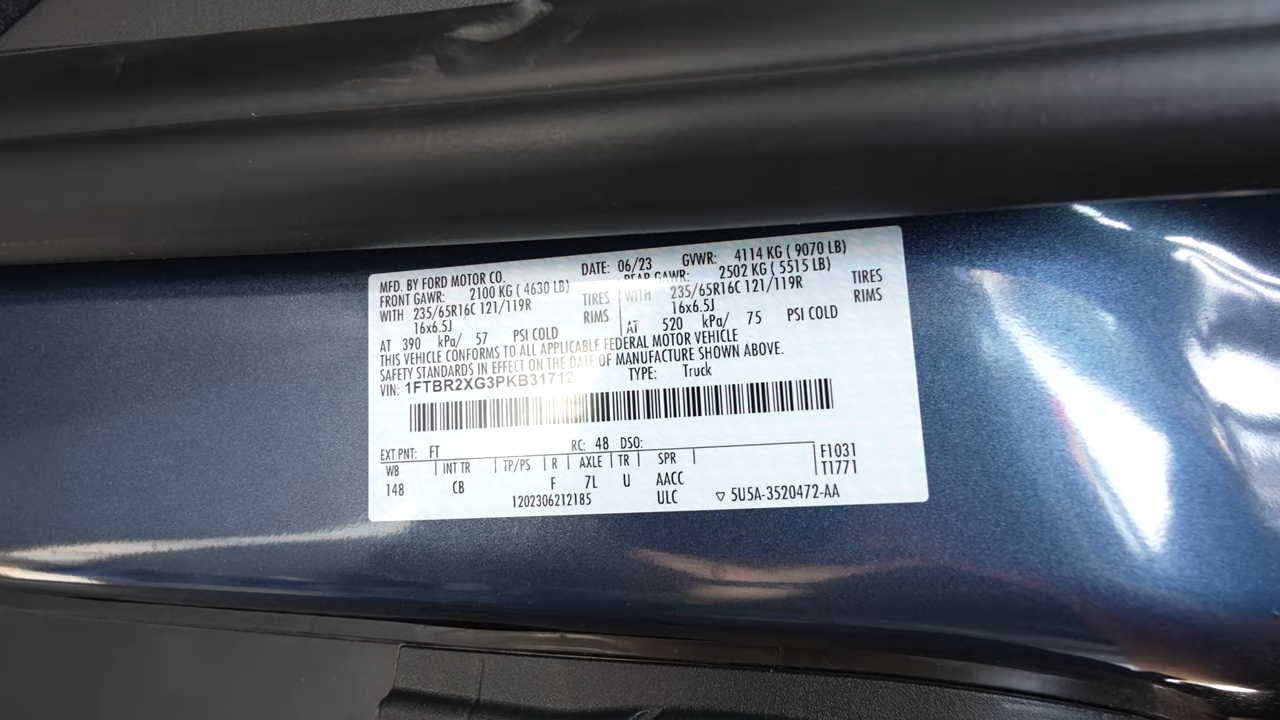 MFD. BY FORD MOTOR CO. DATE: 06/23 GVWR: 4114 KG ( 9070 LB)
FRONT GAWR: 2100 KG ( 4630 LB) REAR GAWR: 2502 KG ( 5515 LB)
WITH 235/65R16C 121/119R TIRES WITH 235/65R16C 121/119R TIRES
16x6.5J RIMS 16x6.5J RIMS
AT 390 kPa/ 57 PSI COLD AT 520 kPa/ 75 PSI COLD
THIS VEHICLE CONFORMS TO ALL APPLICABLE FEDERAL MOTOR VEHICLE
SAFETY STANDARDS IN EFFECT ON THE DATE OF MANUFACTURE SHOWN ABOVE.
VIN: 1FTBR2XG3PKB31712 TYPE: Truck
EXT PNT: FT RC: 48 DSO:
WB INT TR TP/PS R AXLE TR SPR F1031
148 CB F 7L U AACC T1771
1202306212185 ULC ▽ 5U5A-3520472-AA